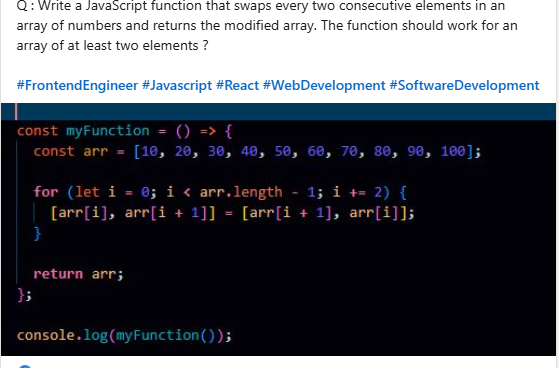 Q : Write a JavaScript function that swaps every two consecutive elements in an
array of numbers and returns the modified array. The function should work for an
array of at least two elements ?
#FrontendEngineer #Javascript #React #WebDevelopment #SoftwareDevelopment
const myFunction = () => {
const arr = [10, 20, 30, 40, 50, 60, 70, 80, 90, 100];
for (let i = 0; i < arr.length - 1; i += 2) {
[arr[i], arr[i + 1]] = [arr[i + 1], arr[i]];
}
return arr;
};
console.log(myFunction());